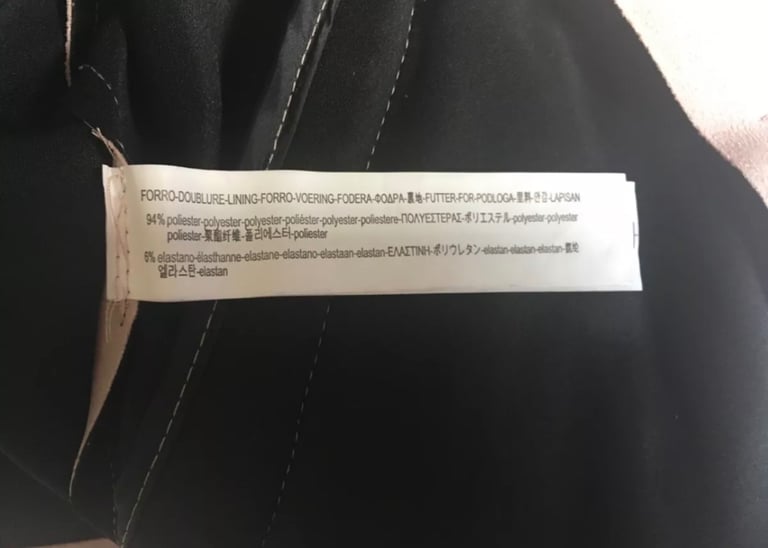 FORRO-DOUBLURE-LINING-FORRO-VOERING-FODERA-ΦΟΔΡΑ-裏地-FUTTER-FOR-PODLOGA-里料-안감-LAPISAN
94% poliester-polyester-polyester-poliéster-polyester-poliestere-ΠΟΛΥΕΣΤΕΡΑΣ-ポリエステル-polyester-polyester
poliester-聚酯纤维-폴리에스터-poliester
6% elastano-élasthanne-elastane-elastano-elastaan-elastan-ΕΛΑΣΤΙΝΗ-ポリウレタン-elastan-elastan-elastan-氨纶
엘라스탄-elastan